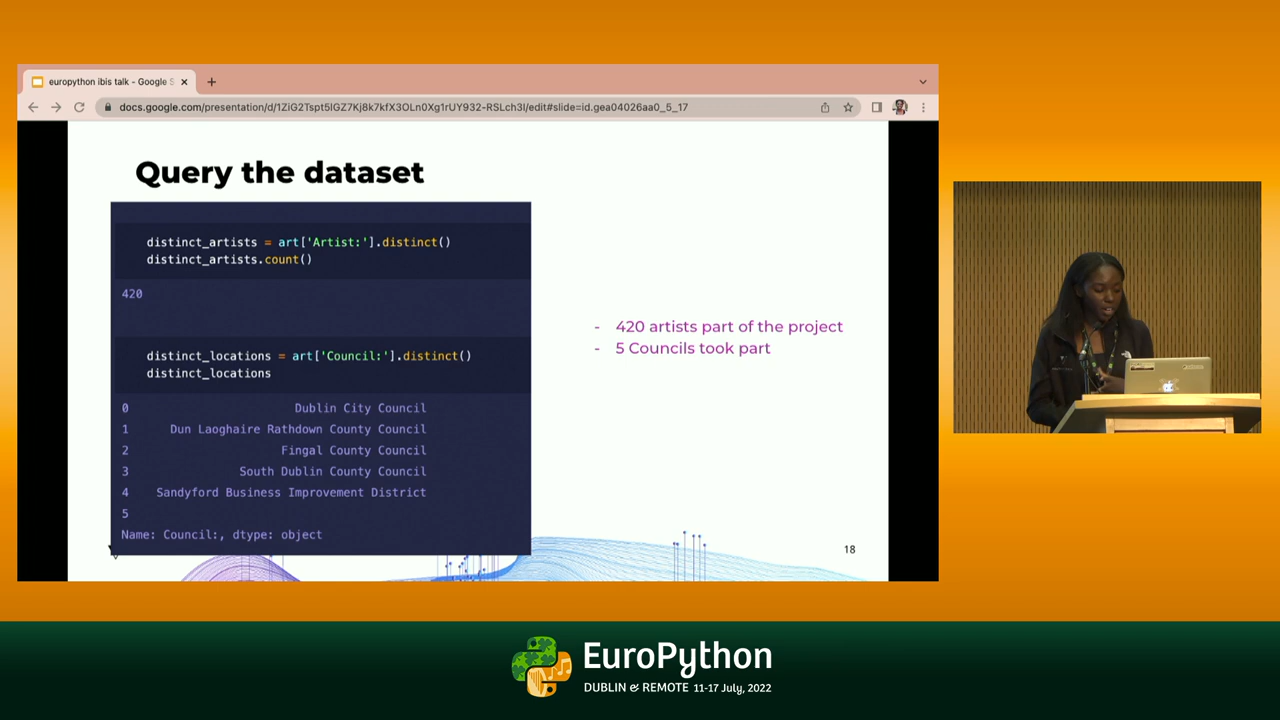 europython ibis talk - Google S
docs.google.com/presentation/d/1ZiG2Tspt5lGZ7Kj8k7kfX3OLn0Xg1rUY932-RSLch3I/edit#slide=id.gea04026aa0_5_17
Query the dataset
distinct_artists = art['Artist:'].distinct()
distinct_artists.count()
420
distinct_locations = art['Council:'].distinct()
distinct_locations
0 Dublin City Council
1 Dun Laoghaire Rathdown County Council
2 Fingal County Council
3 South Dublin County Council
4 Sandyford Business Improvement District
5
Name: Council:, dtype: object
- 420 artists part of the project
- 5 Councils took part
18
EuroPython
DUBLIN & REMOTE 11-17 July, 2022